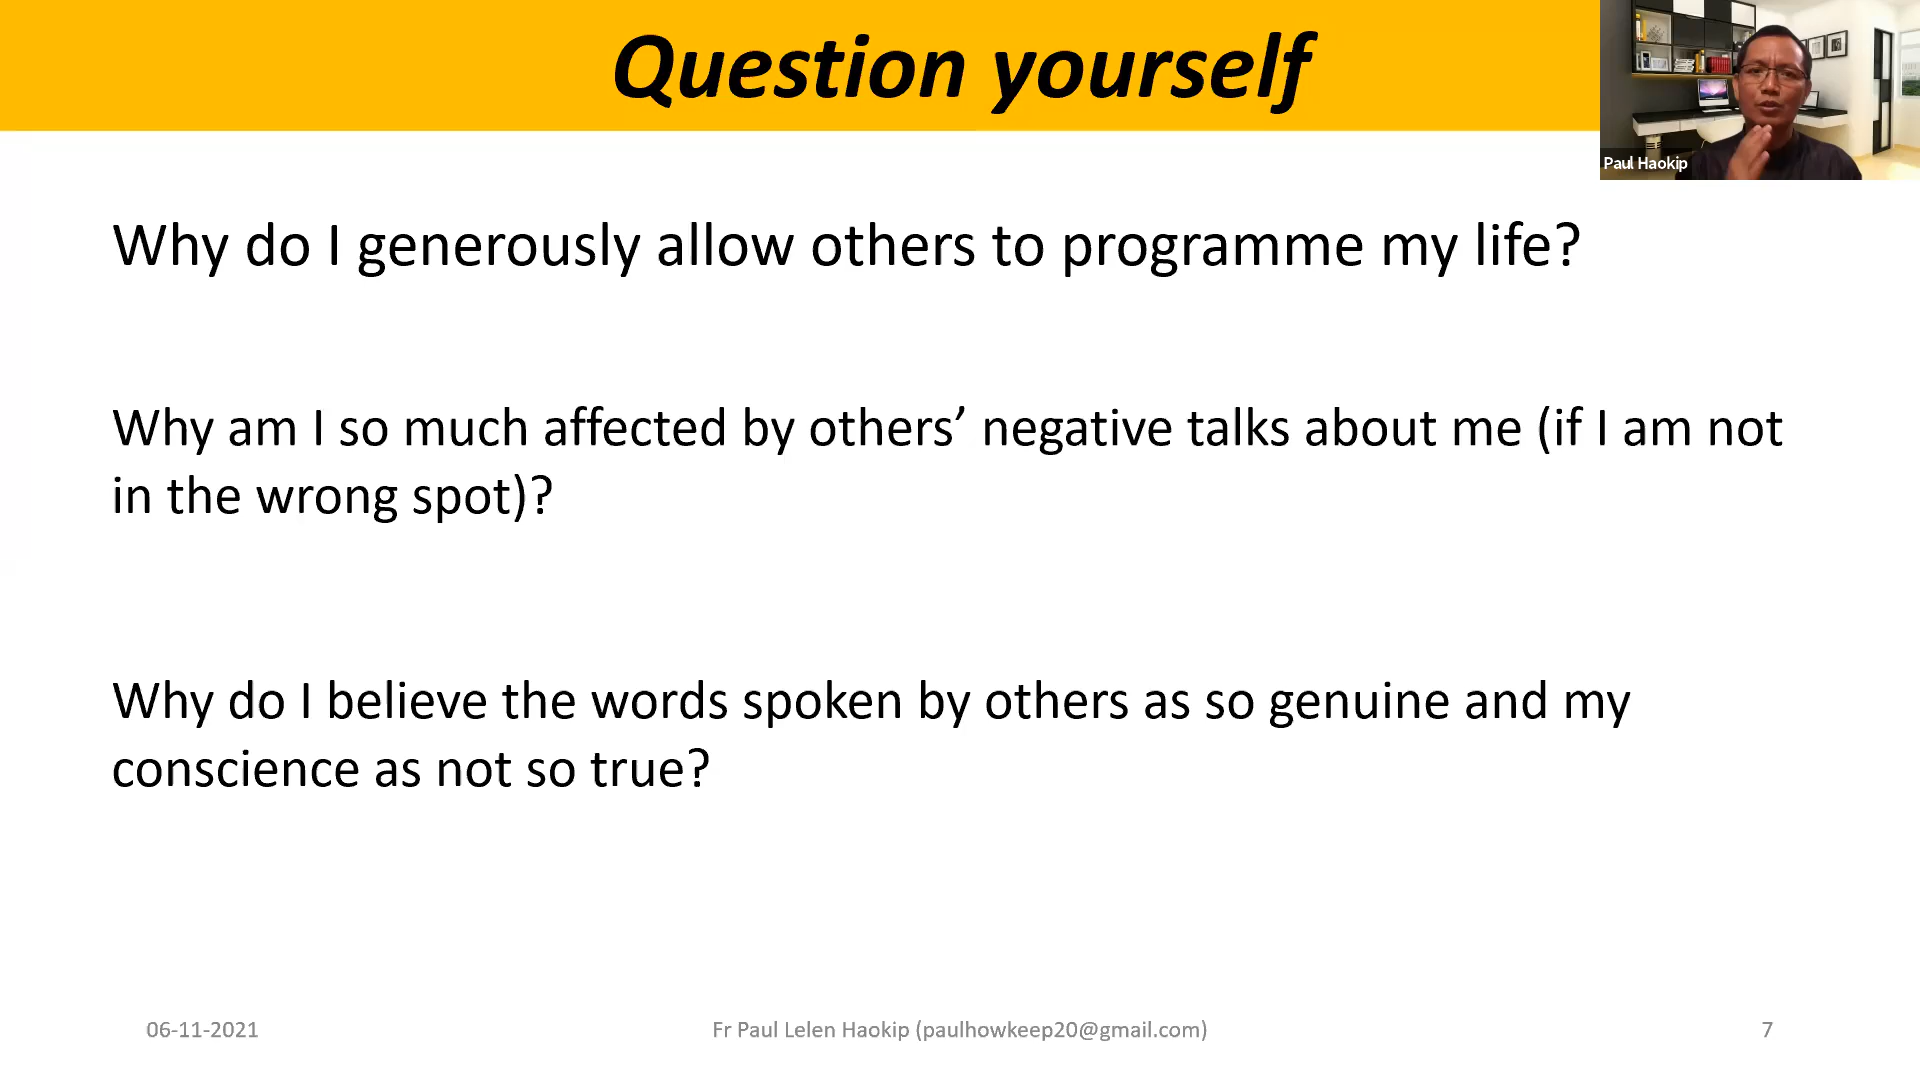 Question yourself
Paul Haokip
Why do I generously allow others to programme my life?
Why am I so much affected by others’ negative talks about me (if I am not
in the wrong spot)?
Why do I believe the words spoken by others as so genuine and my
conscience as not so true?
06-11-2021
Fr Paul Lelen Haokip (paulhowkeep20@gmail.com)
7